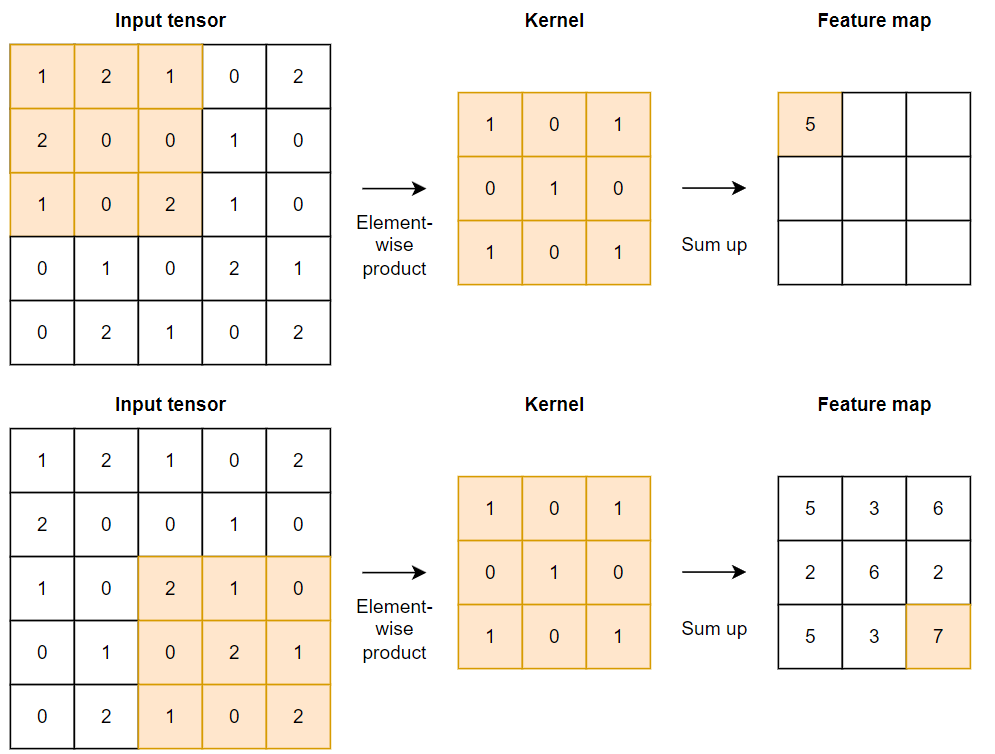 Input tensor Kernel Feature map
1 2 1 0 2
2 0 0 1 0
1 0 2 1 0
0 1 0 2 1
0 2 1 0 2
Element-
wise
product
1 0 1
0 1 0
1 0 1
Sum up
5
Input tensor Kernel Feature map
1 2 1 0 2
2 0 0 1 0
1 0 2 1 0
0 1 0 2 1
0 2 1 0 2
Element-
wise
product
1 0 1
0 1 0
1 0 1
Sum up
5 3 6
2 6 2
5 3 7